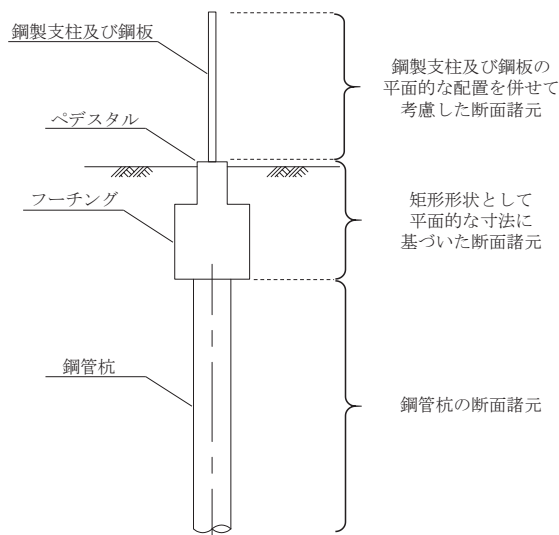 鋼製支柱及び鋼板
鋼製支柱及び鋼板の
平面的な配置を併せて
考慮した断面諸元
ペデスタル
フーチング
矩形形状として
平面的な寸法に
基づいた断面諸元
鋼管杭
鋼管杭の断面諸元